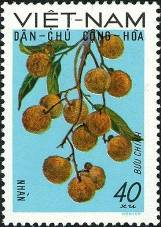 VIỆT-NAM
DÂN-CHỦ CỘNG-HÒA
NHÃN
BƯU CHÍNH
40
xu